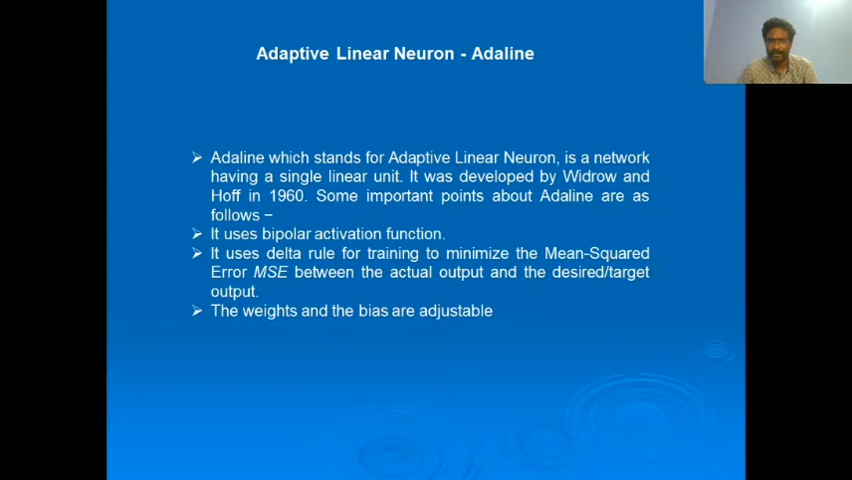 Adaptive Linear Neuron - Adaline
➢ Adaline which stands for Adaptive Linear Neuron, is a network
having a single linear unit. It was developed by Widrow and
Hoff in 1960. Some important points about Adaline are as
follows −
➢ It uses bipolar activation function.
➢ It uses delta rule for training to minimize the Mean-Squared
Error MSE between the actual output and the desired/target
output.
➢ The weights and the bias are adjustable